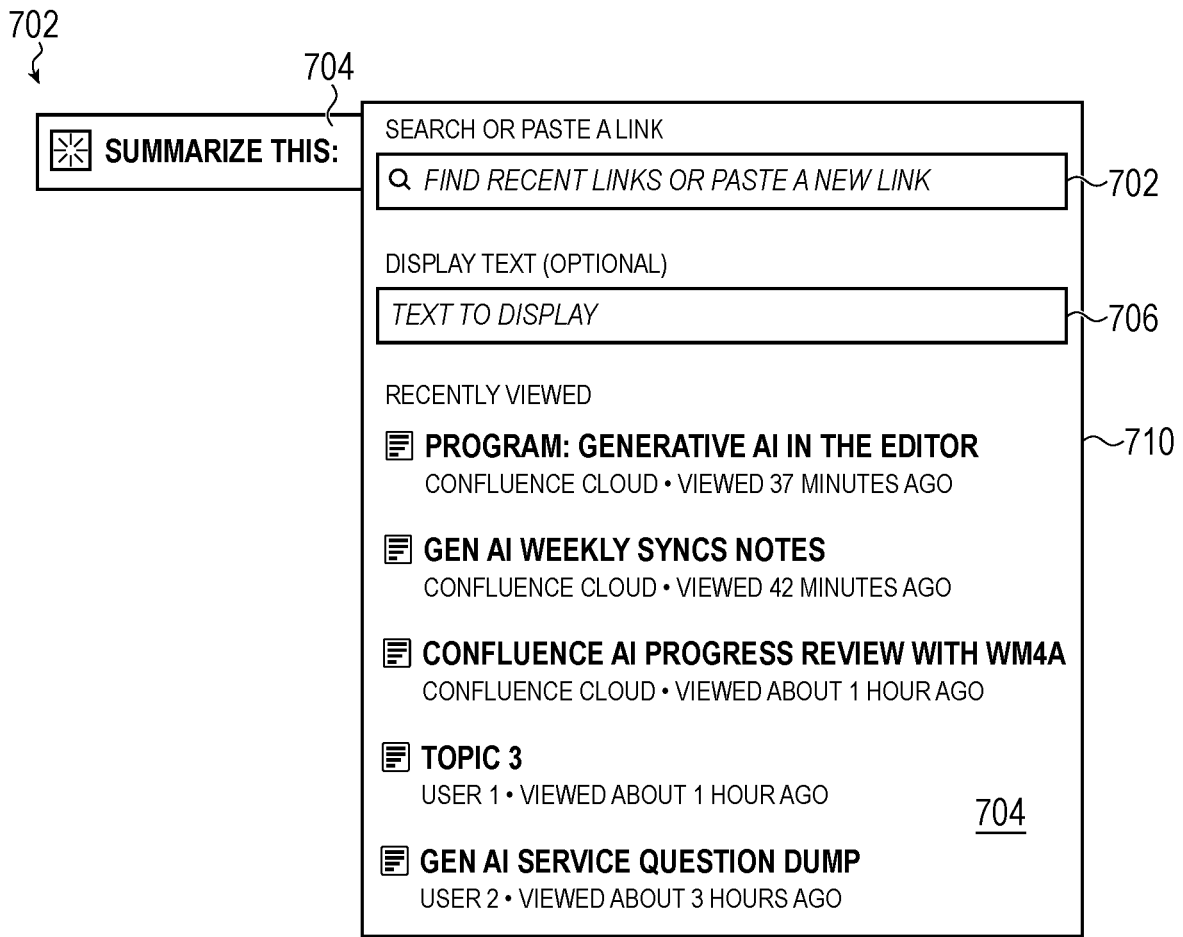 702
704
SUMMARIZE THIS:
SEARCH OR PASTE A LINK
FIND RECENT LINKS OR PASTE A NEW LINK
702
DISPLAY TEXT (OPTIONAL)
TEXT TO DISPLAY
706
RECENTLY VIEWED
PROGRAM: GENERATIVE AI IN THE EDITOR
710
CONFLUENCE CLOUD • VIEWED 37 MINUTES AGO
GEN AI WEEKLY SYNCS NOTES
CONFLUENCE CLOUD • VIEWED 42 MINUTES AGO
CONFLUENCE AI PROGRESS REVIEW WITH WM4A
CONFLUENCE CLOUD • VIEWED ABOUT 1 HOUR AGO
TOPIC 3
USER 1 • VIEWED ABOUT 1 HOUR AGO
704
GEN AI SERVICE QUESTION DUMP
USER 2 • VIEWED ABOUT 3 HOURS AGO